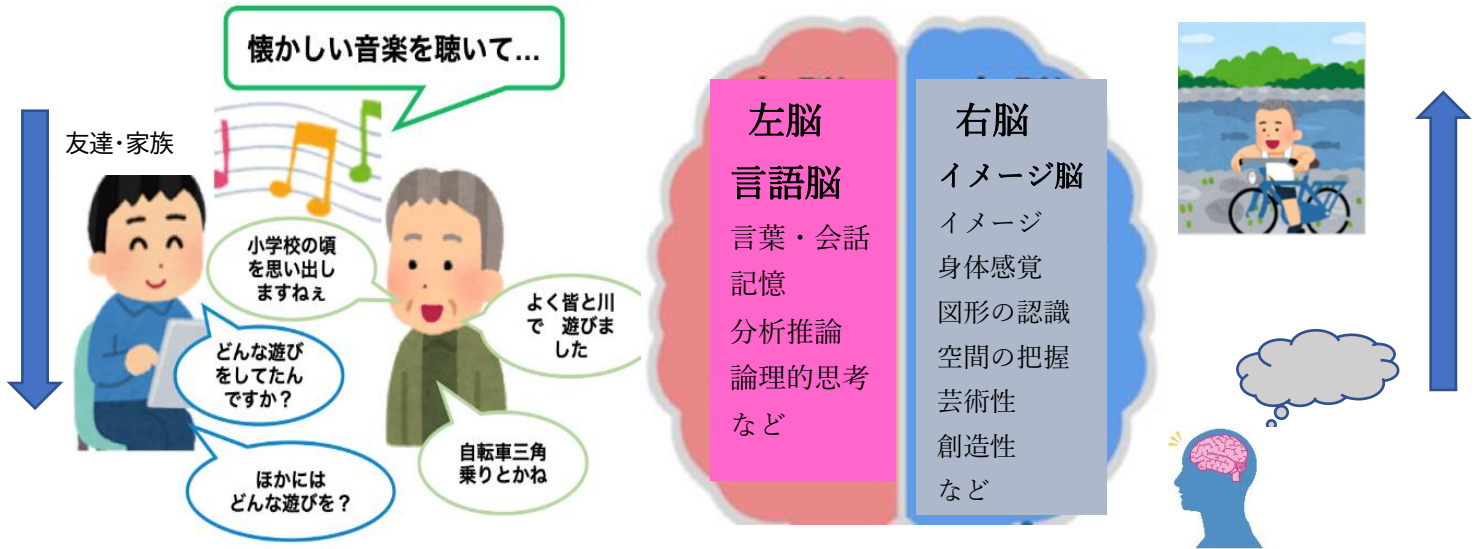 懐かしい音楽を聴いて...
友達・家族
小学校の頃
を思い出し
ますねぇ
どんな遊び
をしてたん
ですか？
よく皆と川
で　遊びま
した
ほかには
どんな遊びを？
自転車三角
乗りとかね
左脳
言語脳
言葉・会話
記憶
分析推論
論理的思考
など
右脳
イメージ脳
イメージ
身体感覚
図形の認識
空間の把握
芸術性
創造性
など